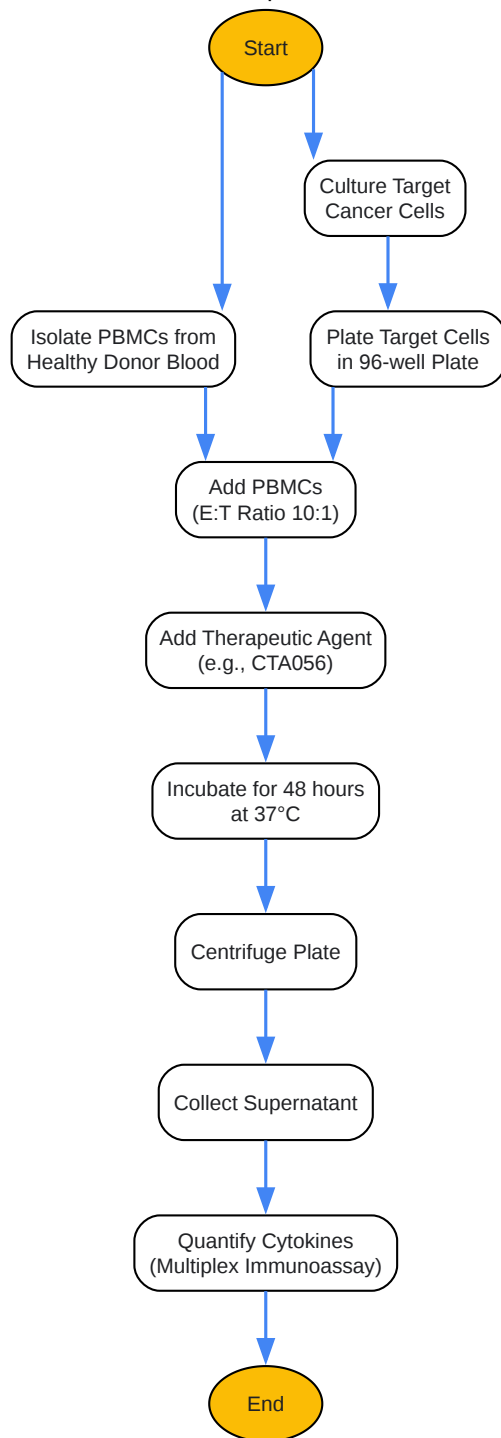 Start
Culture Target
Cancer Cells
Isolate PBMCs from
Healthy Donor Blood
Plate Target Cells
in 96-well Plate
Add PBMCs
(E:T Ratio 10:1)
Add Therapeutic Agent
(e.g., CTA056)
Incubate for 48 hours
at 37°C
Centrifuge Plate
Collect Supernatant
Quantify Cytokines
(Multiplex Immunoassay)
End